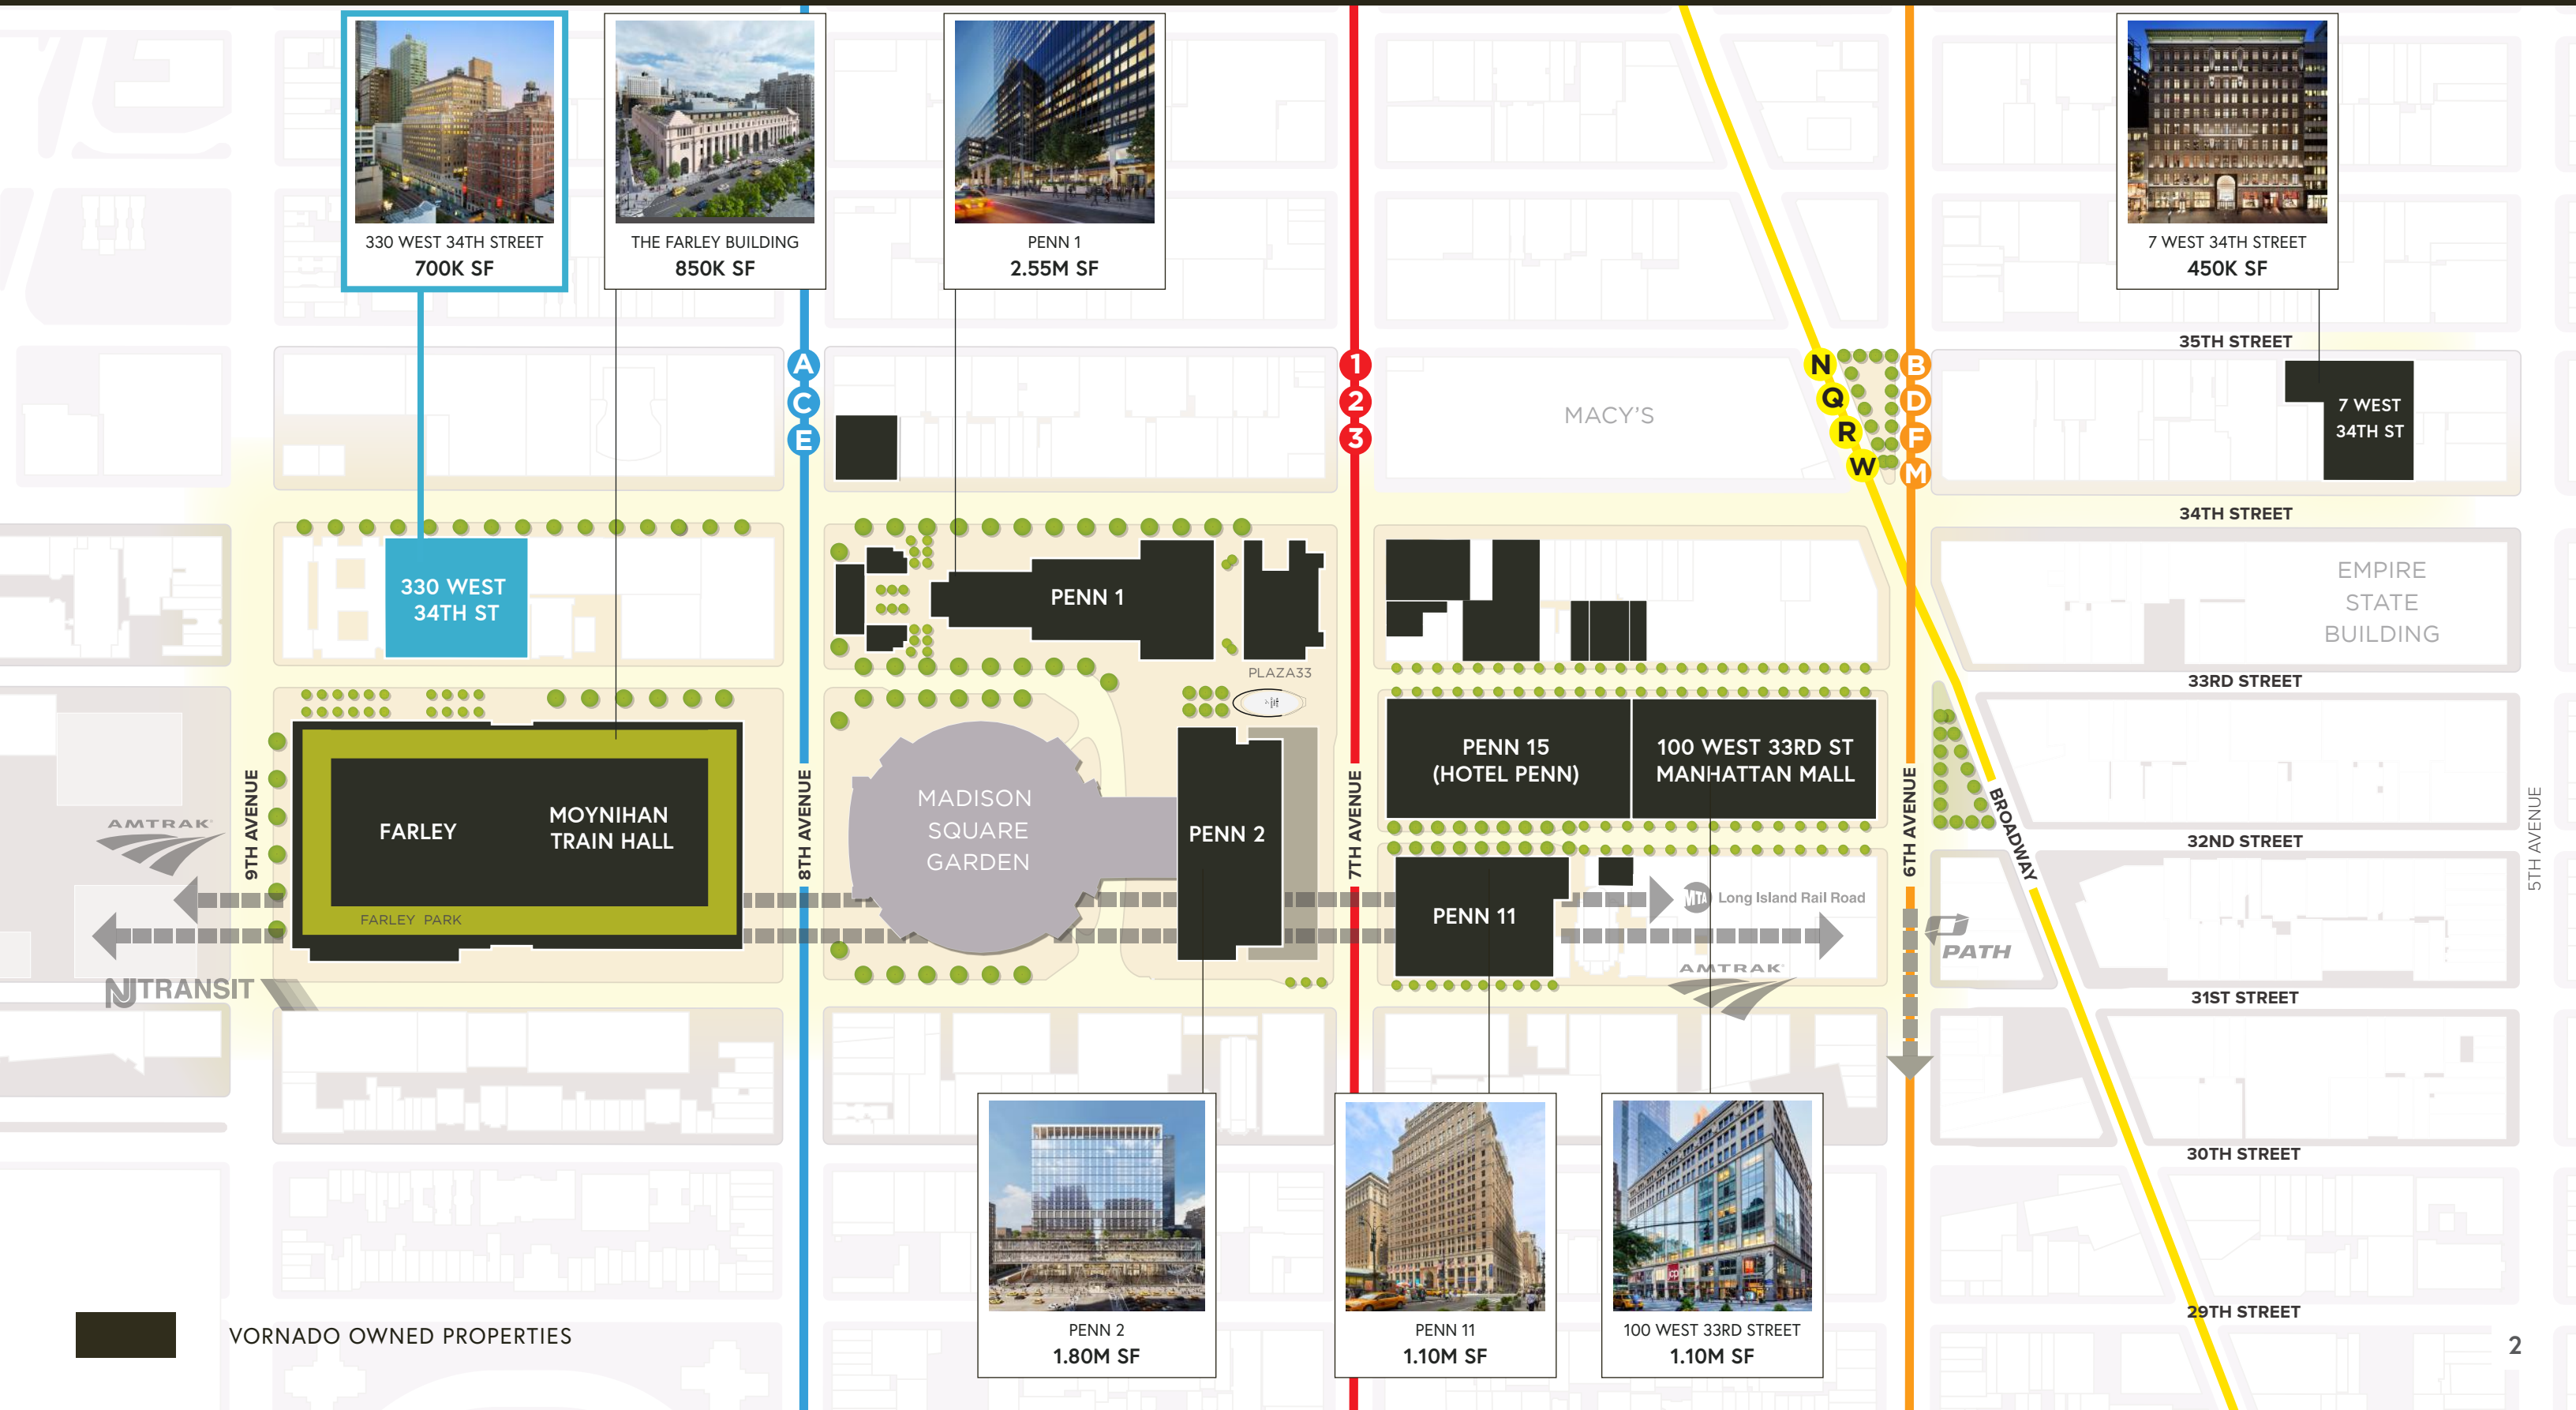 330 WEST 34TH STREET
700K SF
THE FARLEY BUILDING
850K SF
PENN 1
2.55M SF
7 WEST 34TH STREET
450K SF
35TH STREET
A
C
E
1
2
3
MACY'S
N
Q
R
W
B
D
F
M
7 WEST
34TH ST
34TH STREET
330 WEST
34TH ST
PENN 1
EMPIRE
STATE
BUILDING
PLAZA33
33RD STREET
9TH AVENUE
8TH AVENUE
7TH AVENUE
6TH AVENUE
BROADWAY
5TH AVENUE
AMTRAK
FARLEY
MOYNIHAN
TRAIN HALL
FARLEY PARK
MADISON
SQUARE
GARDEN
PENN 2
PENN 15
(HOTEL PENN)
100 WEST 33RD ST
MANHATTAN MALL
32ND STREET
PENN 11
MTA Long Island Rail Road
PATH
AMTRAK
NJ TRANSIT
31ST STREET
30TH STREET
29TH STREET
PENN 2
1.80M SF
PENN 11
1.10M SF
100 WEST 33RD STREET
1.10M SF
VORNADO OWNED PROPERTIES
2